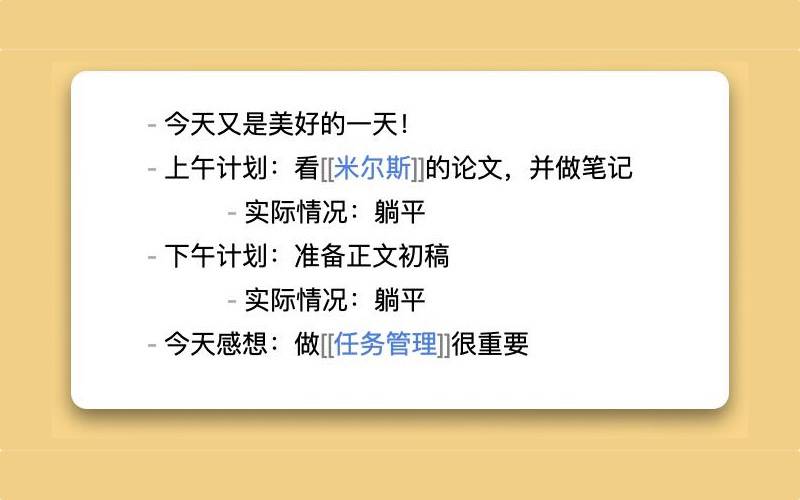 - 今天又是美好的一天！
- 上午计划：看[[米尔斯]]的论文，并做笔记
- 实际情况：躺平
- 下午计划：准备正文初稿
- 实际情况：躺平
- 今天感想：做[[任务管理]]很重要